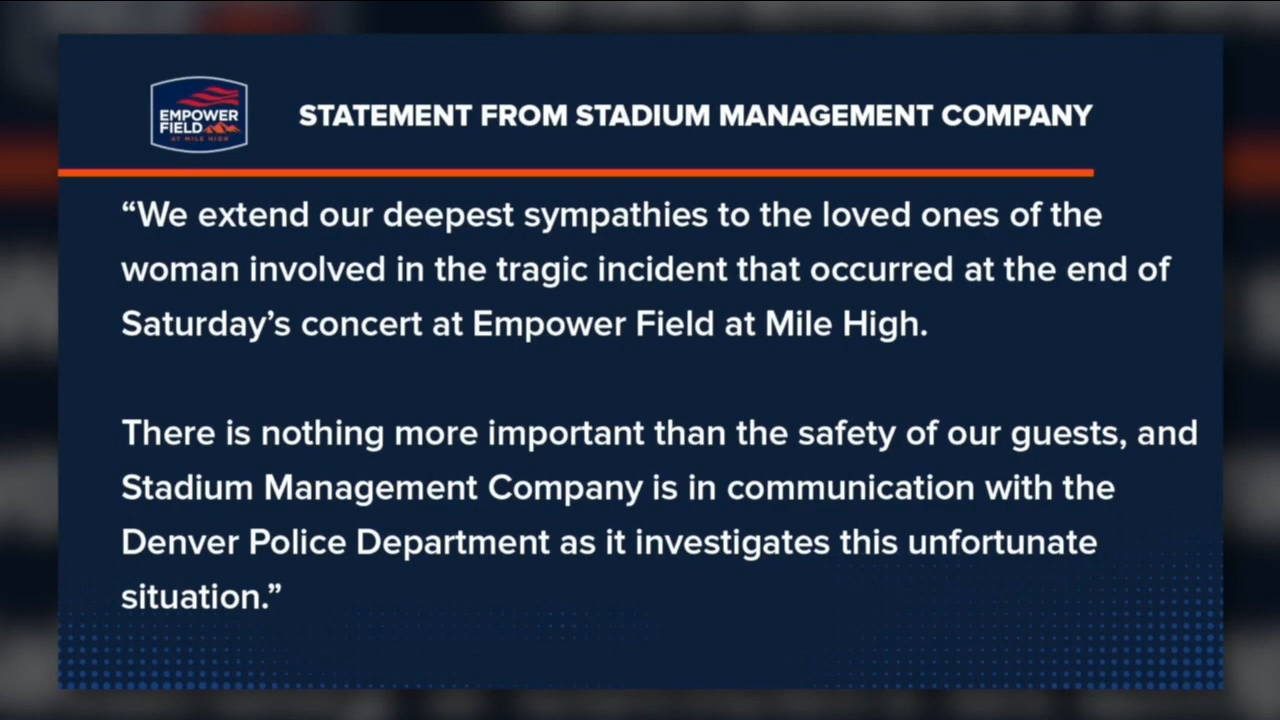 EMPOWER
FIELD
AT MILE HIGH
STATEMENT FROM STADIUM MANAGEMENT COMPANY
“We extend our deepest sympathies to the loved ones of the
woman involved in the tragic incident that occurred at the end of
Saturday’s concert at Empower Field at Mile High.
There is nothing more important than the safety of our guests, and
Stadium Management Company is in communication with the
Denver Police Department as it investigates this unfortunate
situation.”